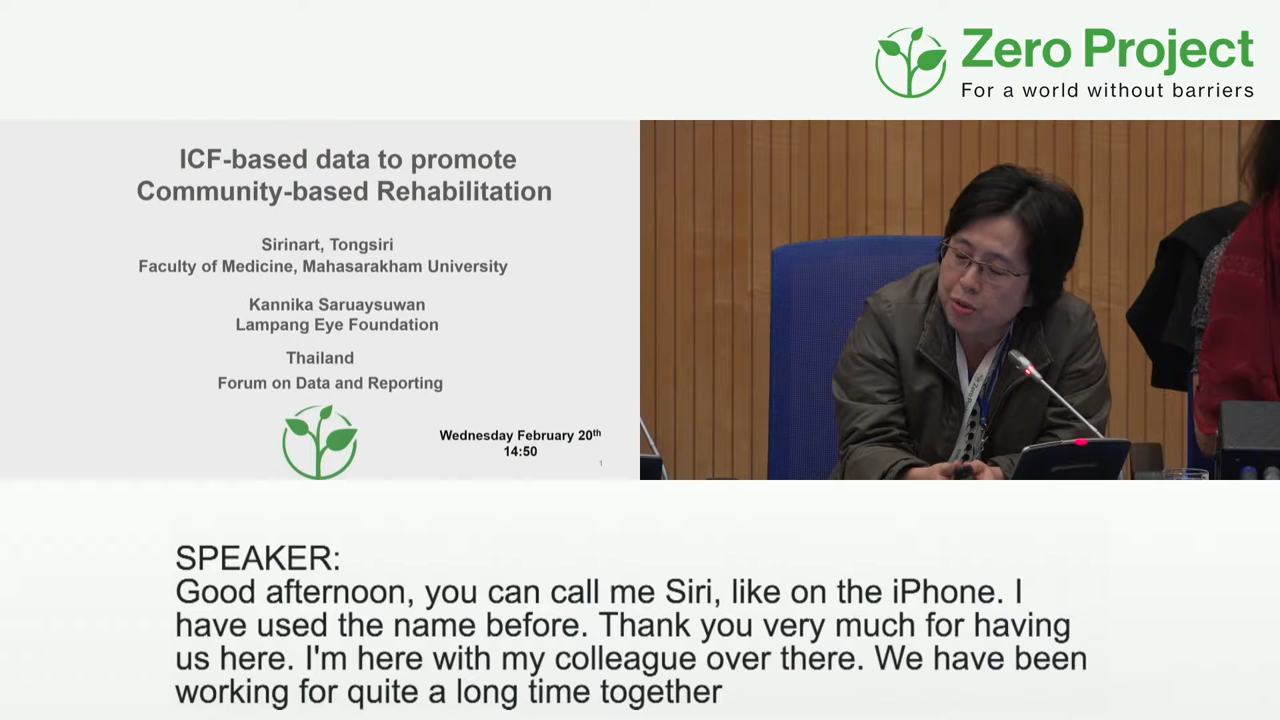 Zero Project
For a world without barriers
ICF-based data to promote
Community-based Rehabilitation
Sirinart, Tongsiri
Faculty of Medicine, Mahasarakham University
Kannika Saruaysuwan
Lampang Eye Foundation
Thailand
Forum on Data and Reporting
Wednesday February 20th
14:50
1
SPEAKER:
Good afternoon, you can call me Siri, like on the iPhone. I
have used the name before. Thank you very much for having
us here. I'm here with my colleague over there. We have been
working for quite a long time together